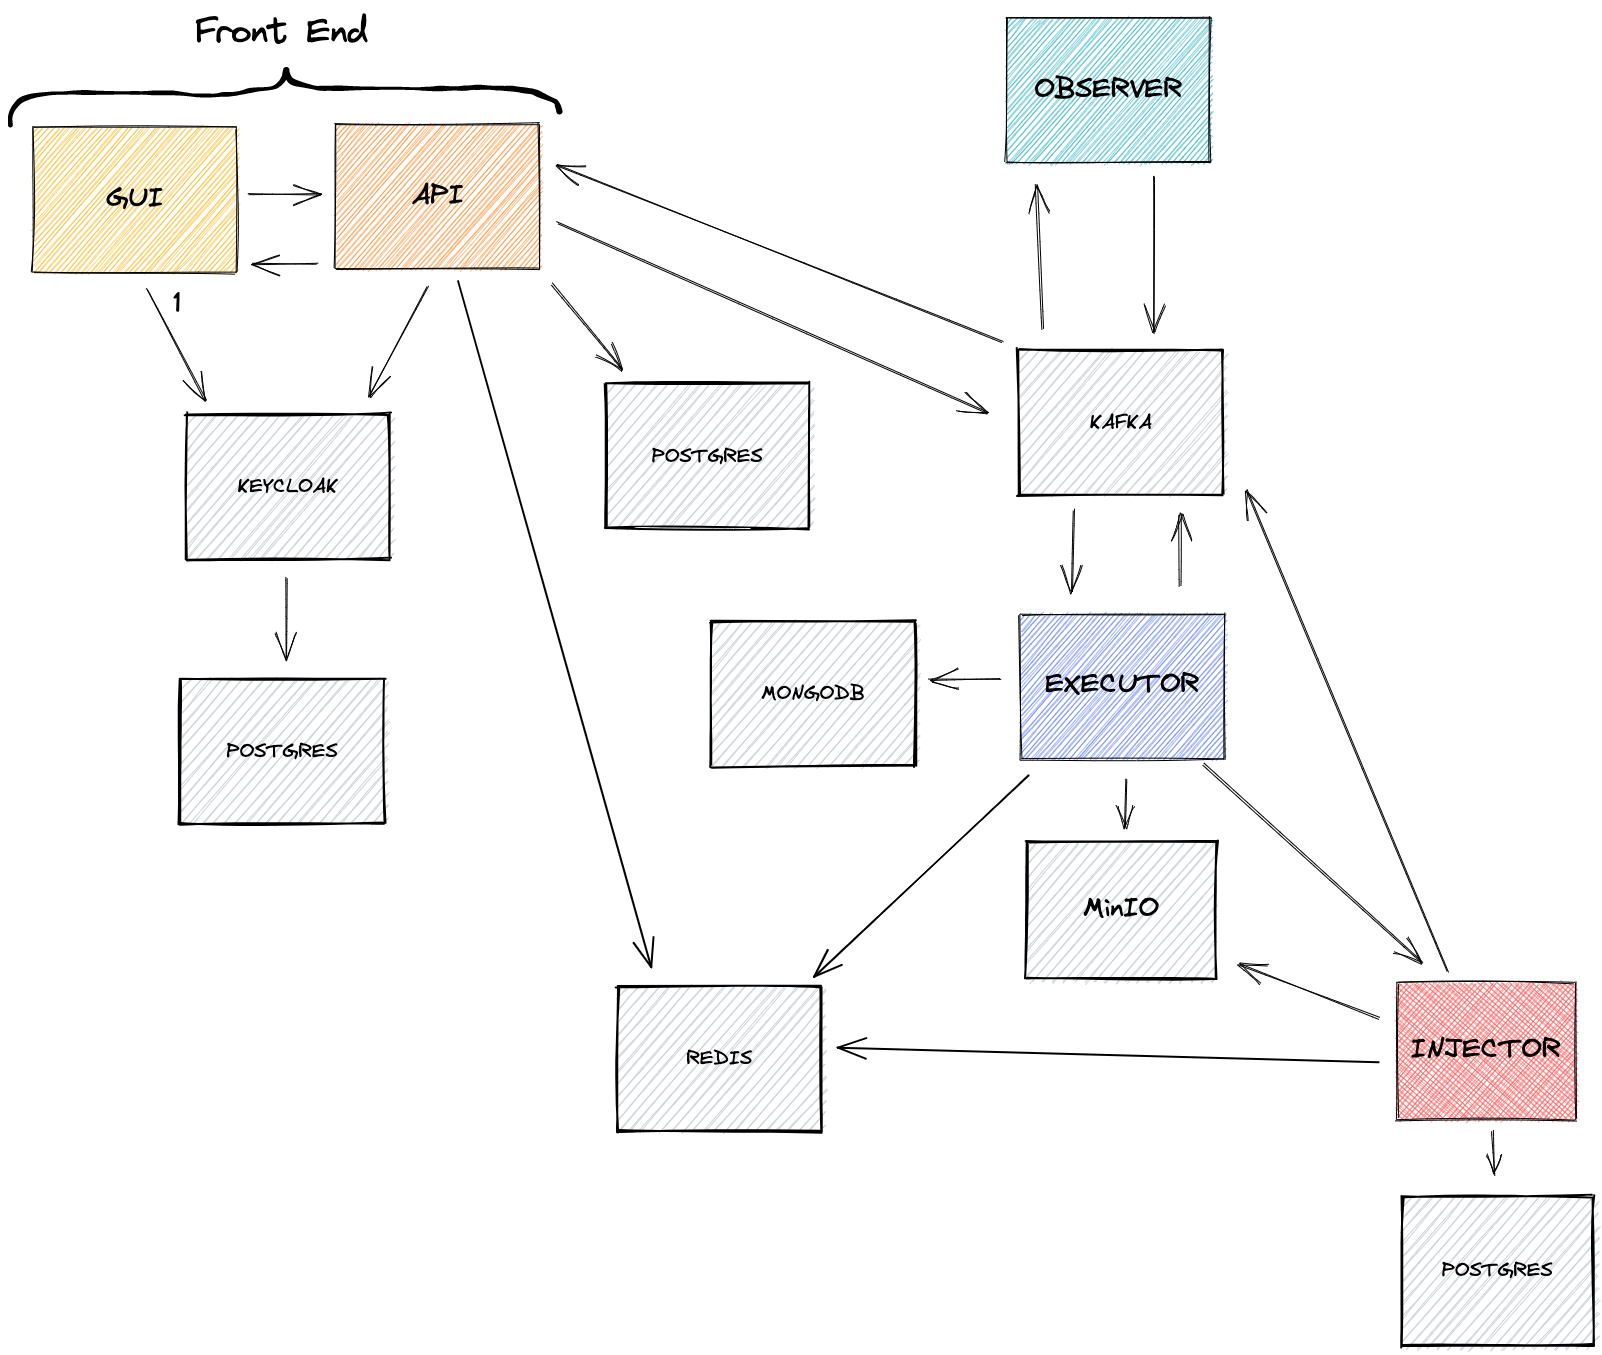 Front End
OBSERVER
GUI
API
1
KAFKA
POSTGRES
KEYCLOAK
EXECUTOR
MONGODB
POSTGRES
MinIO
INJECTOR
REDIS
POSTGRES